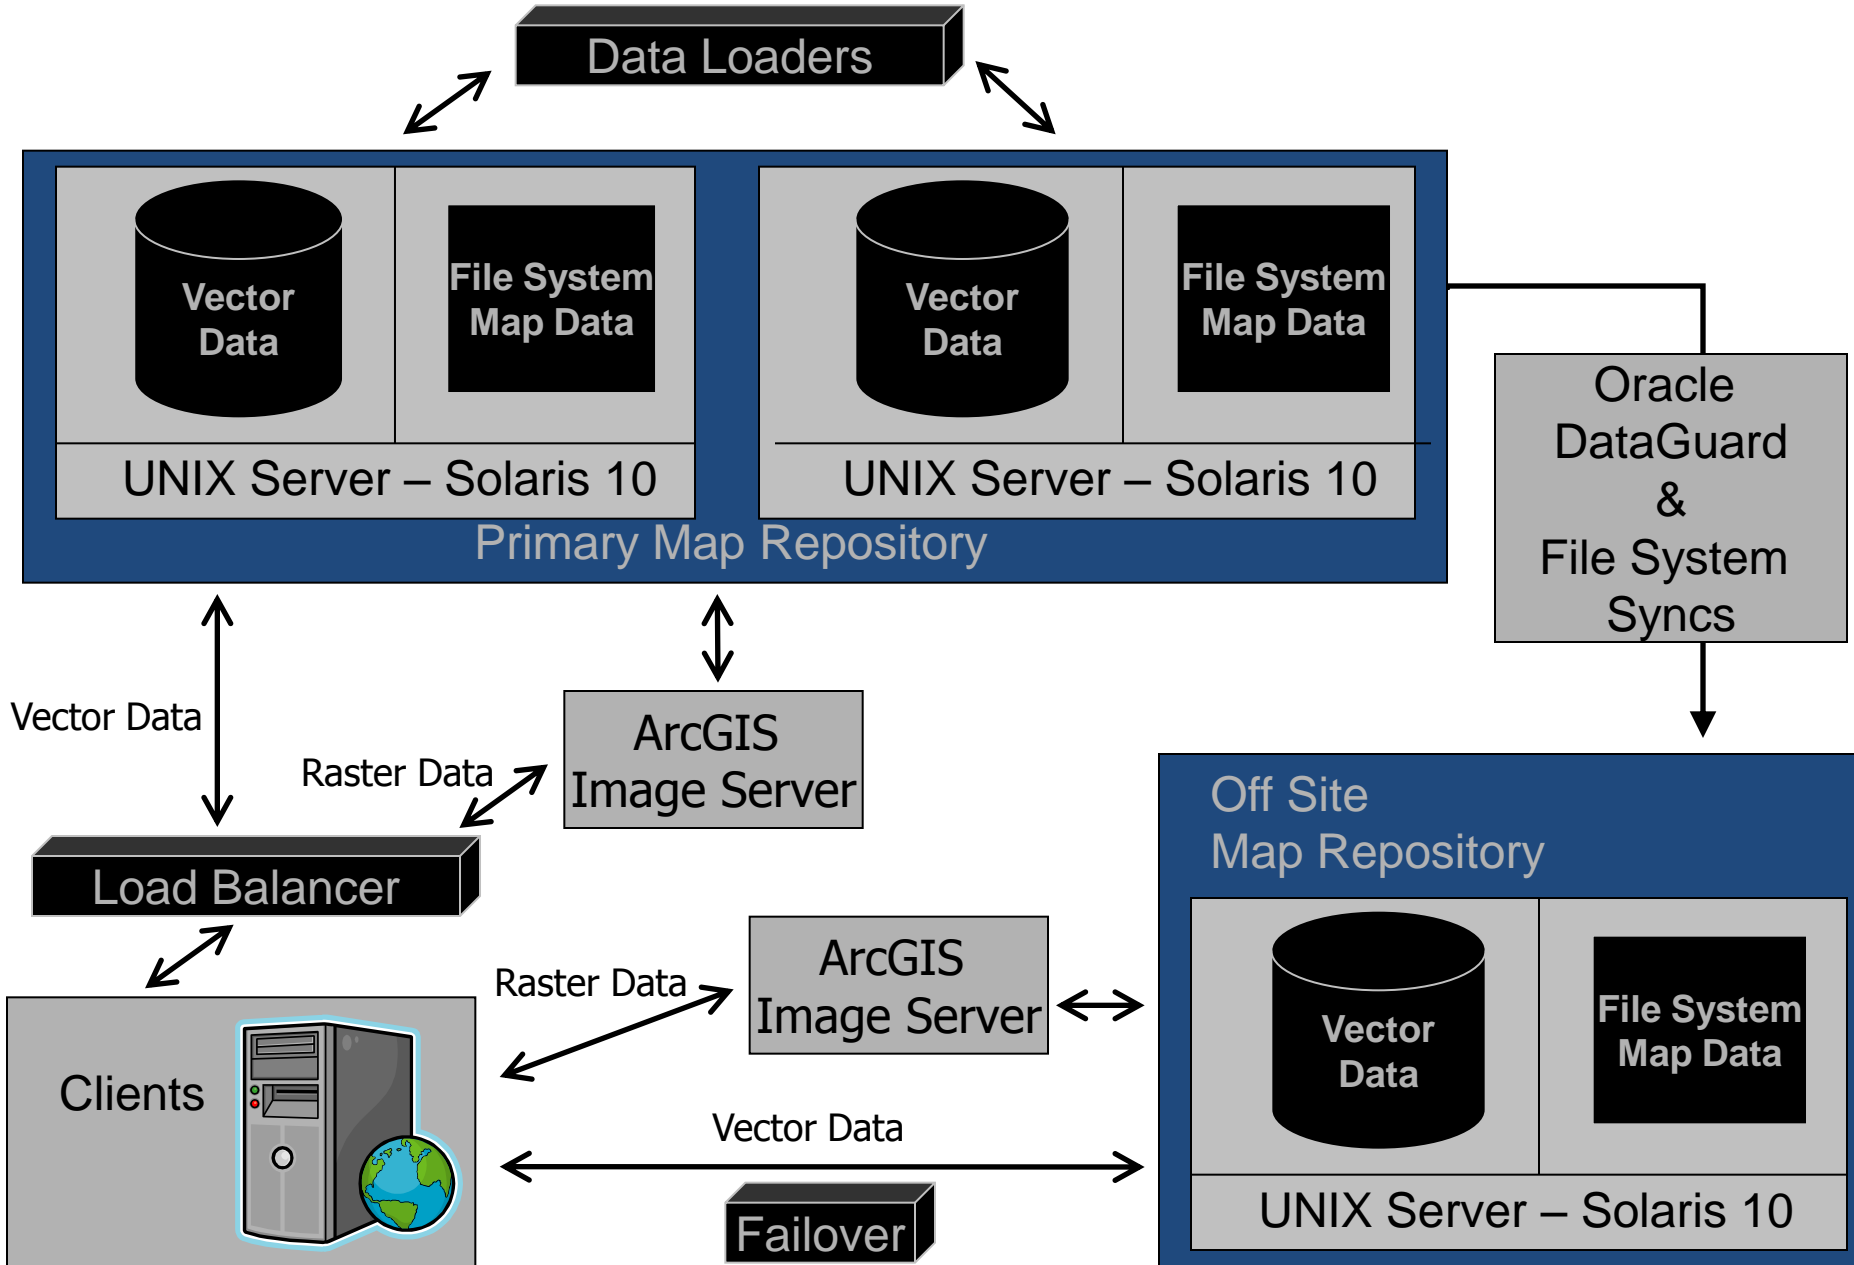 Data Loaders
Vector
Data
File System
Map Data
UNIX Server – Solaris 10
Vector
Data
File System
Map Data
UNIX Server – Solaris 10
Primary Map Repository
Oracle
DataGuard
&
File System
Syncs
Vector Data
Raster Data
ArcGIS
Image Server
Load Balancer
Off Site
Map Repository
Vector
Data
File System
Map Data
UNIX Server – Solaris 10
Raster Data
ArcGIS
Image Server
Clients
Vector Data
Failover